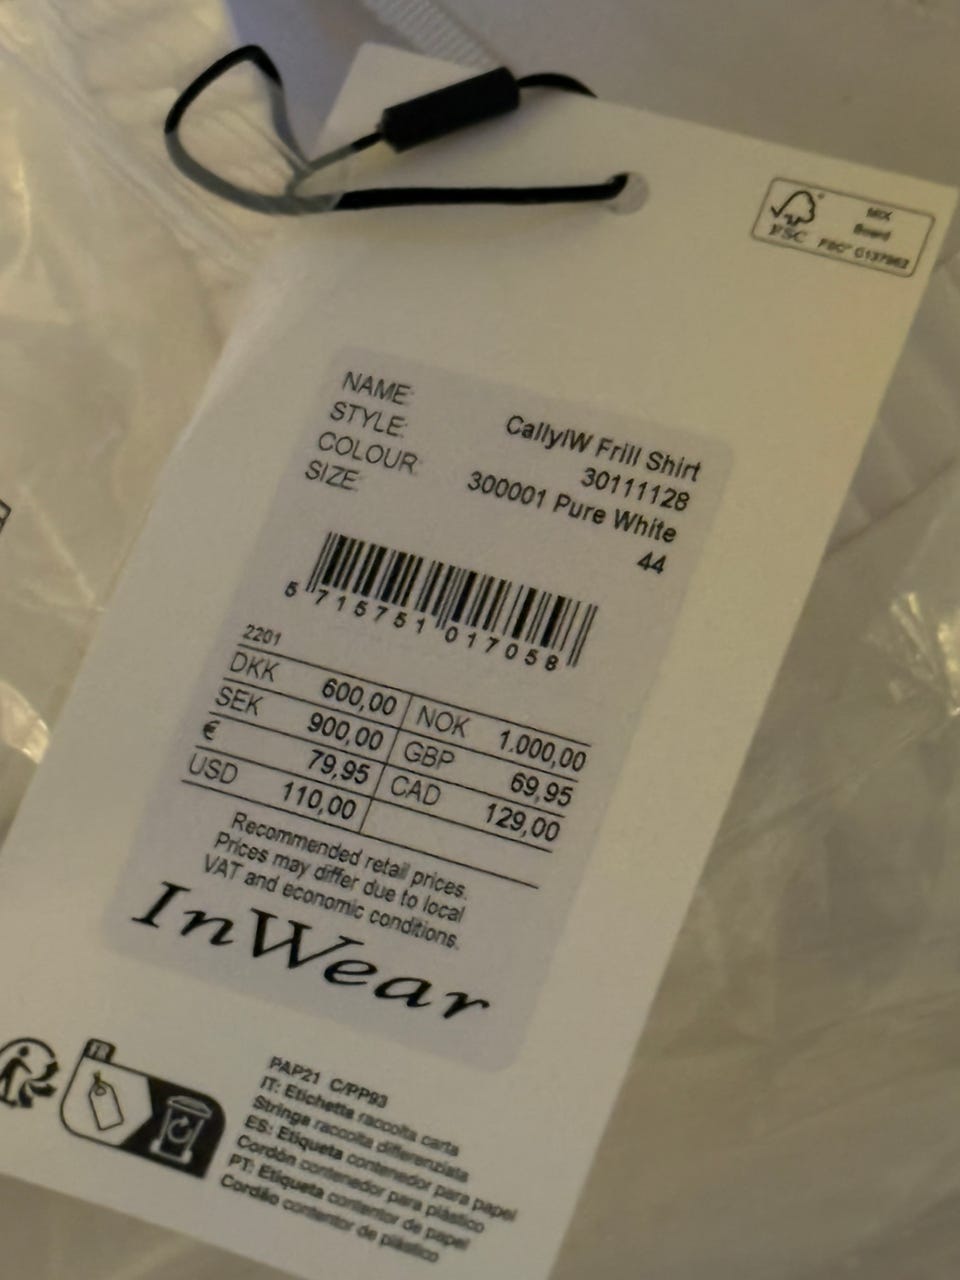 FSC®
MIX
Board
FSC® C137982
NAME: CallyIW Frill Shirt
STYLE: 30111128
COLOUR: 300001 Pure White
SIZE: 44
5 715751 017058
2201
DKK 600,00 NOK 1.000,00
SEK 900,00 GBP 69,95
€ 79,95 CAD 129,00
USD 110,00
Recommended retail prices.
Prices may differ due to local
VAT and economic conditions.
InWear
FR
PAP21 C/PP93
IT: Etichetta raccolta carta
Stringa raccolta differenziata
ES: Etiqueta contenedor para papel
Cordón contenedor para plástico
PT: Etiqueta contentor de papel
Cordão contentor de plástico